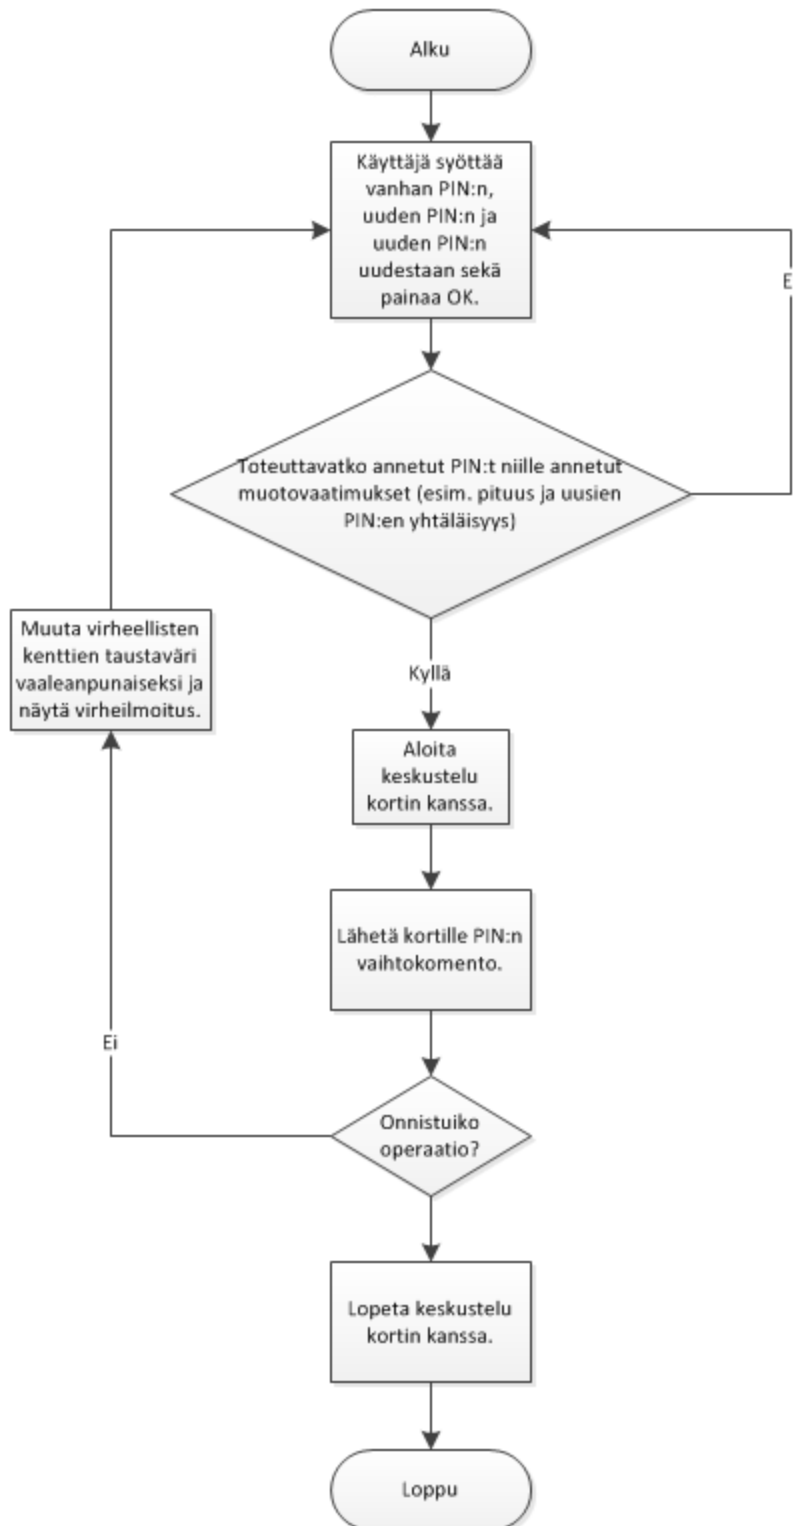 Alku
Käyttäjä syöttää
vanhan PIN:n,
uuden PIN:n ja
uuden PIN:n
uudestaan sekä
painaa OK.
E
Toteuttavatko annetut PIN:t niille annetut
muotovaatimukset (esim. pituus ja uusien
PIN:en yhtäläisyys)
Muuta virheellisten
kenttien taustaväri
vaaleanpunaiseksi ja
näytä virheilmoitus.
Kyllä
Aloita
keskustelu
kortin kanssa.
Lähetä kortille PIN:n
vaihtokomento.
Ei
Onnistuiko
operaatio?
Lopeta keskustelu
kortin kanssa.
Loppu